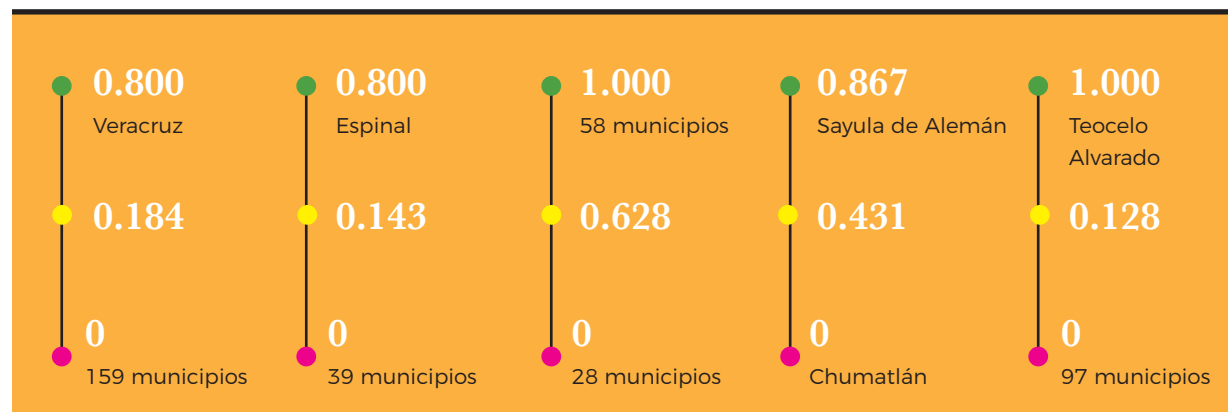 0.800
Veracruz
0.184
0
159 municipios
0.800
Espinal
0.143
0
39 municipios
1.000
58 municipios
0.628
0
28 municipios
0.867
Sayula de Alemán
0.431
0
Chumatlán
1.000
Teocelo
Alvarado
0.128
0
97 municipios